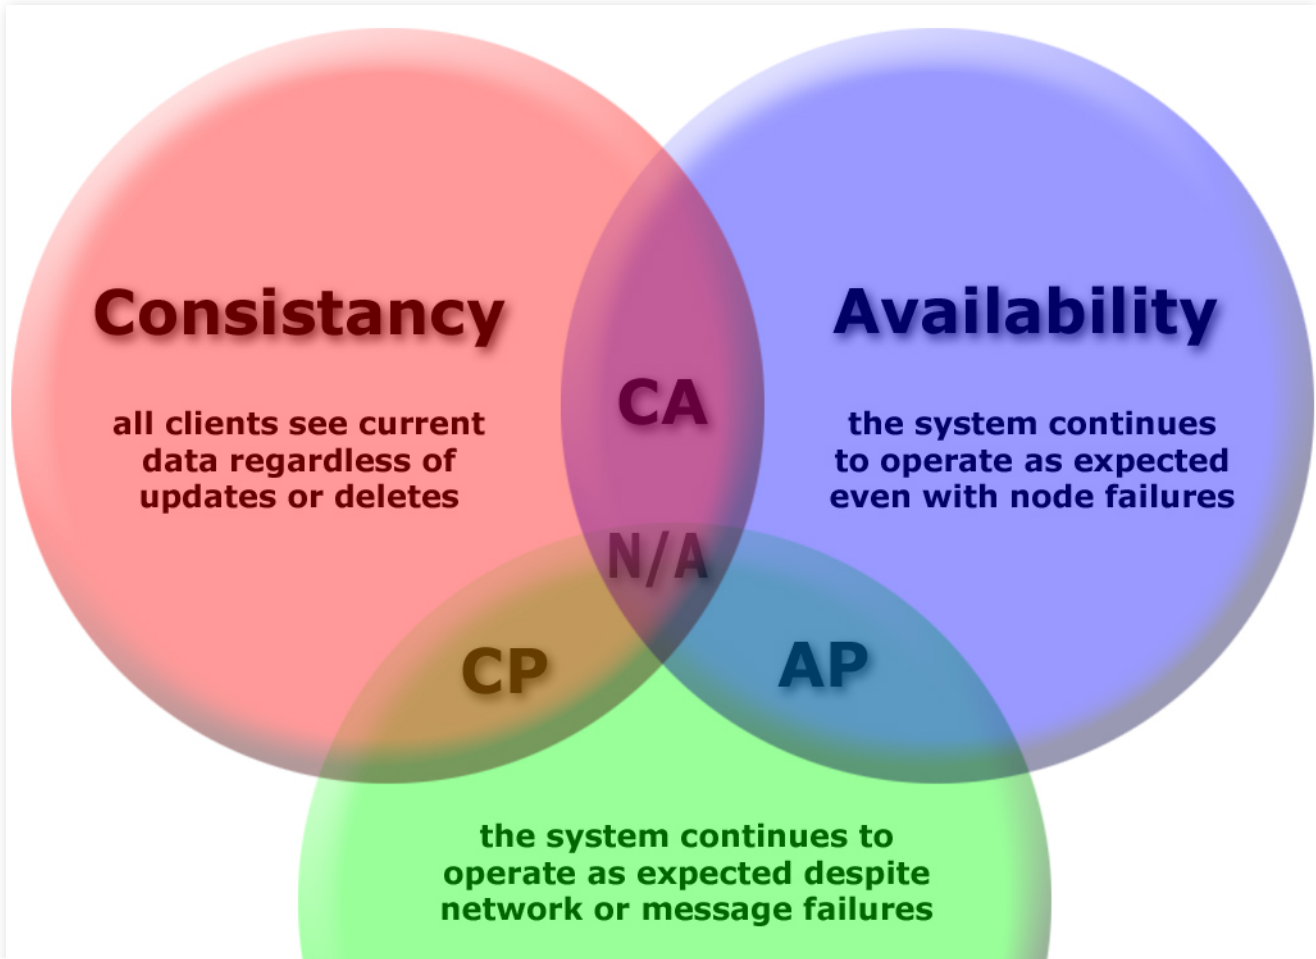 Consistancy
all clients see current
data regardless of
updates or deletes
Availability
the system continues
to operate as expected
even with node failures
CA
N/A
CP
AP
the system continues to
operate as expected despite
network or message failures